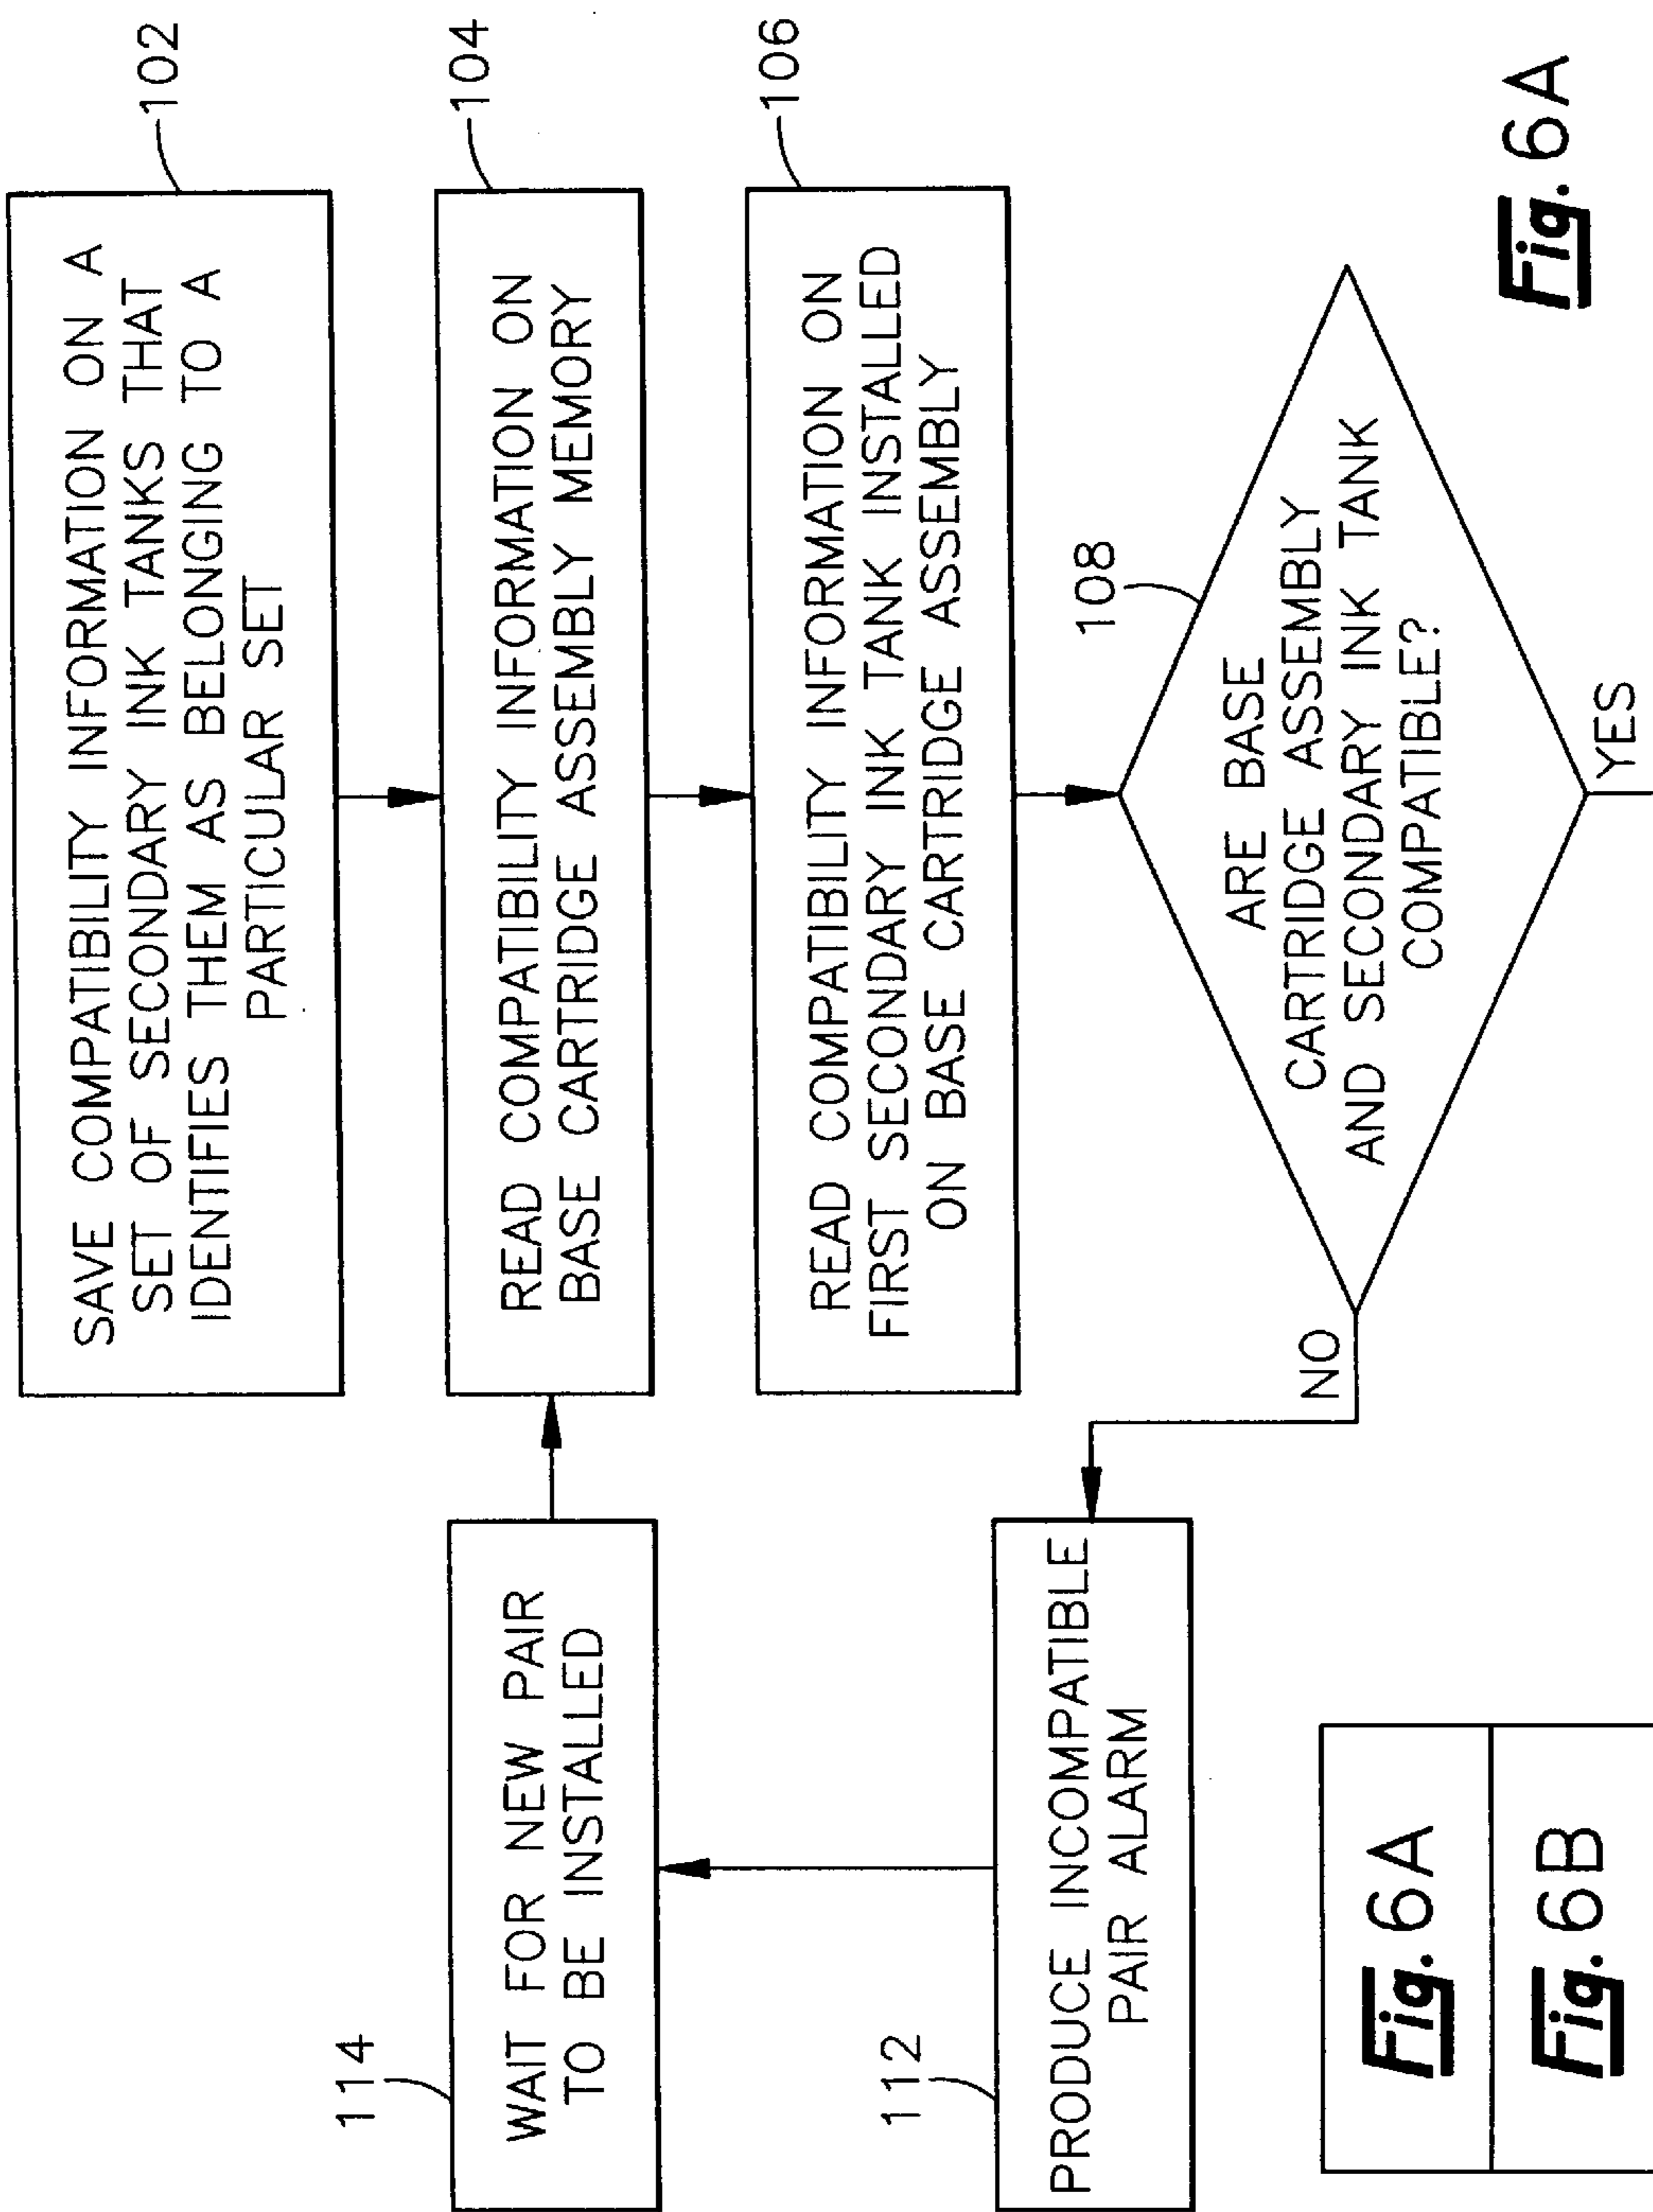 102
SAVE COMPATIBILITY INFORMATION ON A
SET OF SECONDARY INK TANKS THAT
IDENTIFIES THEM AS BELONGING TO A
PARTICULAR SET
104
READ COMPATIBILITY INFORMATION ON
BASE CARTRIDGE ASSEMBLY MEMORY
106
READ COMPATIBILITY INFORMATION ON
FIRST SECONDARY INK TANK INSTALLED
ON BASE CARTRIDGE ASSEMBLY
108
ARE BASE
CARTRIDGE ASSEMBLY
AND SECONDARY INK TANK
COMPATIBLE?
NO
YES
112
PRODUCE INCOMPATIBLE
PAIR ALARM
114
WAIT FOR NEW PAIR
TO BE INSTALLED
Fig. 6A
Fig. 6B
Fig. 6A